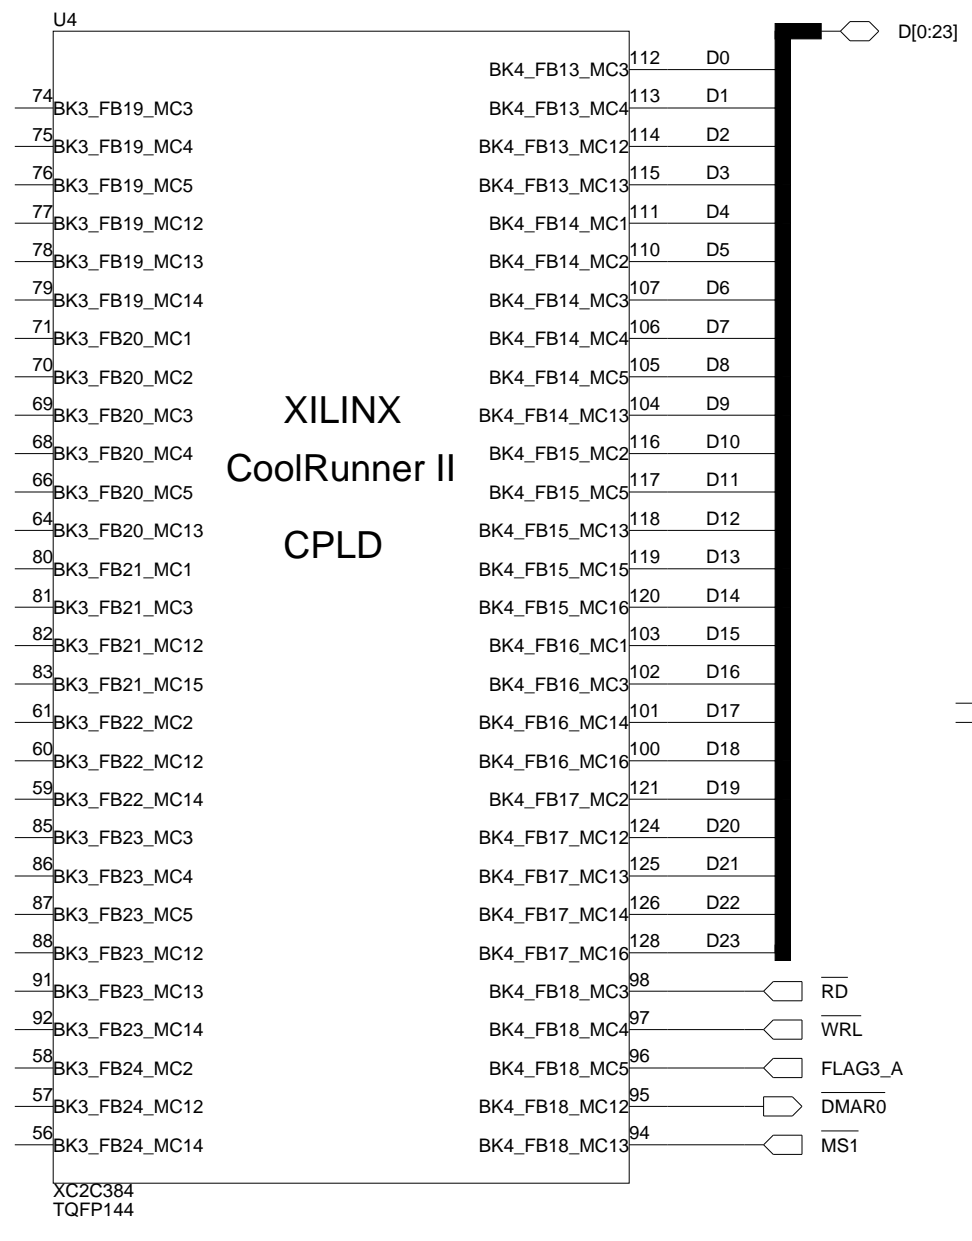 U4
D[0:23]
BK4_FB13_MC3 112 D0
74 BK3_FB19_MC3 BK4_FB13_MC4 113 D1
75 BK3_FB19_MC4 BK4_FB13_MC12 114 D2
76 BK3_FB19_MC5 BK4_FB13_MC13 115 D3
77 BK3_FB19_MC12 BK4_FB14_MC1 111 D4
78 BK3_FB19_MC13 BK4_FB14_MC2 110 D5
79 BK3_FB19_MC14 BK4_FB14_MC3 107 D6
71 BK3_FB20_MC1 BK4_FB14_MC4 106 D7
70 BK3_FB20_MC2 BK4_FB14_MC5 105 D8
69 BK3_FB20_MC3 XILINX BK4_FB14_MC13 104 D9
68 BK3_FB20_MC4 BK4_FB15_MC2 116 D10
CoolRunner II
66 BK3_FB20_MC5 BK4_FB15_MC5 117 D11
64 BK3_FB20_MC13 BK4_FB15_MC13 118 D12
CPLD
80 BK3_FB21_MC1 BK4_FB15_MC15 119 D13
81 BK3_FB21_MC3 BK4_FB15_MC16 120 D14
82 BK3_FB21_MC12 BK4_FB16_MC1 103 D15
83 BK3_FB21_MC15 BK4_FB16_MC3 102 D16
61 BK3_FB22_MC2 BK4_FB16_MC14 101 D17
60 BK3_FB22_MC12 BK4_FB16_MC16 100 D18
59 BK3_FB22_MC14 BK4_FB17_MC2 121 D19
85 BK3_FB23_MC3 BK4_FB17_MC12 124 D20
86 BK3_FB23_MC4 BK4_FB17_MC13 125 D21
87 BK3_FB23_MC5 BK4_FB17_MC14 126 D22
88 BK3_FB23_MC12 BK4_FB17_MC16 128 D23
91 BK3_FB23_MC13 BK4_FB18_MC3 98 RD
92 BK3_FB23_MC14 BK4_FB18_MC4 97 WRL
58 BK3_FB24_MC2 BK4_FB18_MC5 96 FLAG3_A
57 BK3_FB24_MC12 BK4_FB18_MC12 95 DMAR0
56 BK3_FB24_MC14 BK4_FB18_MC13 94 MS1
XC2C384
TQFP144